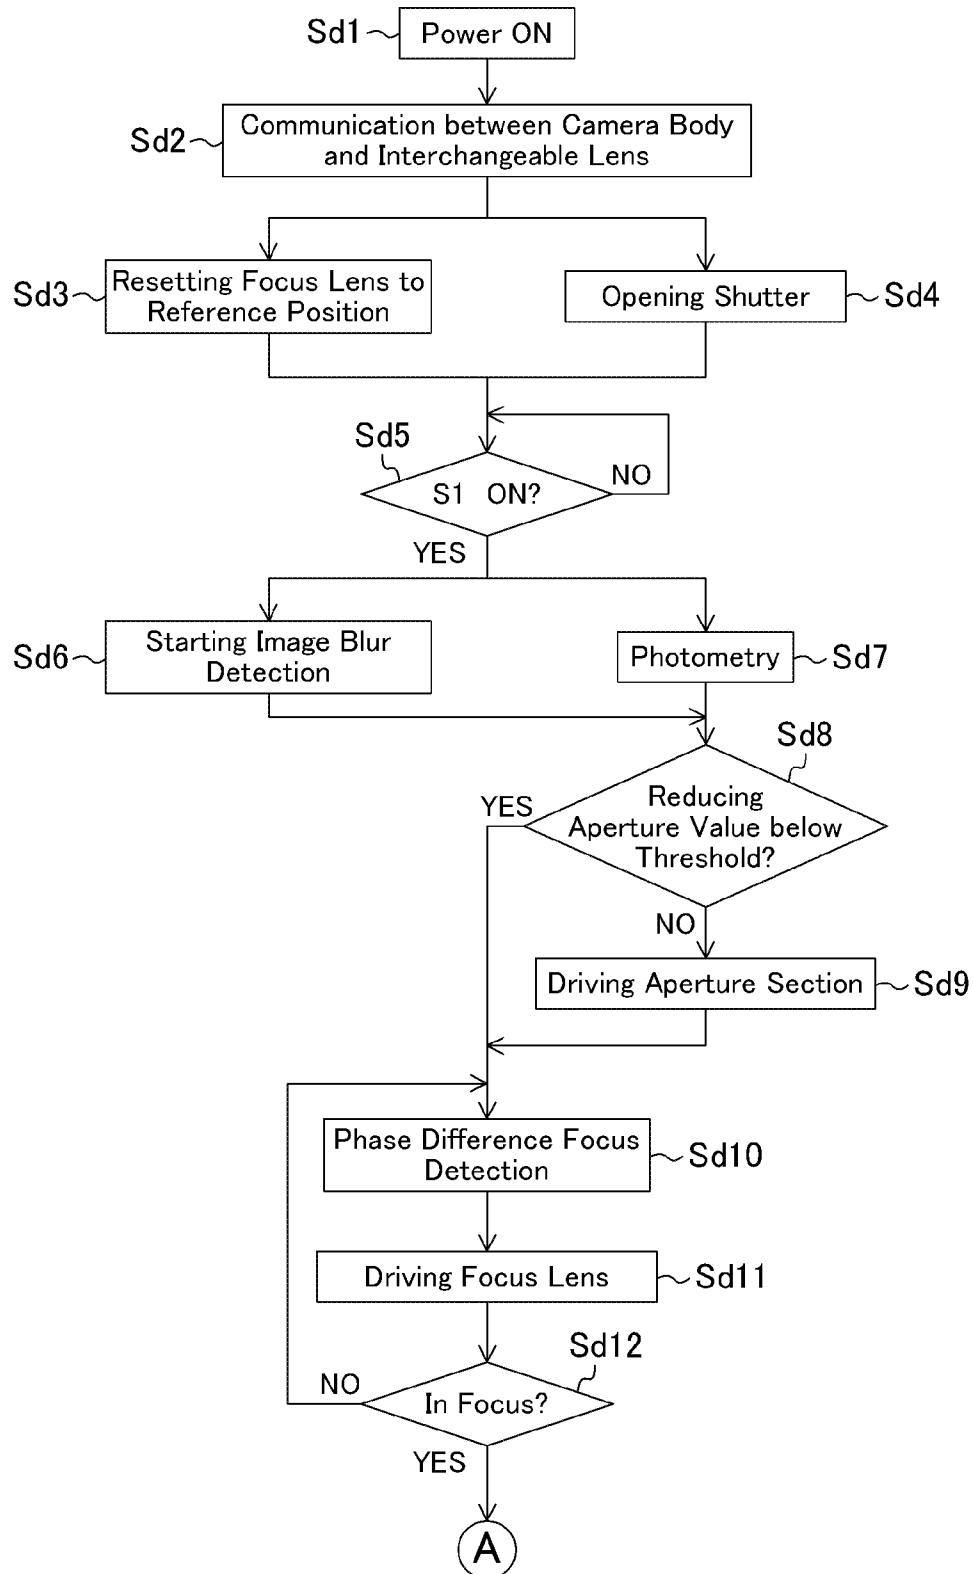 Sd1
Power ON
Sd2
Communication between Camera Body
and Interchangeable Lens
Sd3
Resetting Focus Lens to
Reference Position
Opening Shutter
Sd4
Sd5
S1 ON?
NO
YES
Sd6
Starting Image Blur
Detection
Photometry
Sd7
Sd8
Reducing
Aperture Value below
Threshold?
YES
NO
Driving Aperture Section
Sd9
Phase Difference Focus
Detection
Sd10
Driving Focus Lens
Sd11
Sd12
In Focus?
NO
YES
A